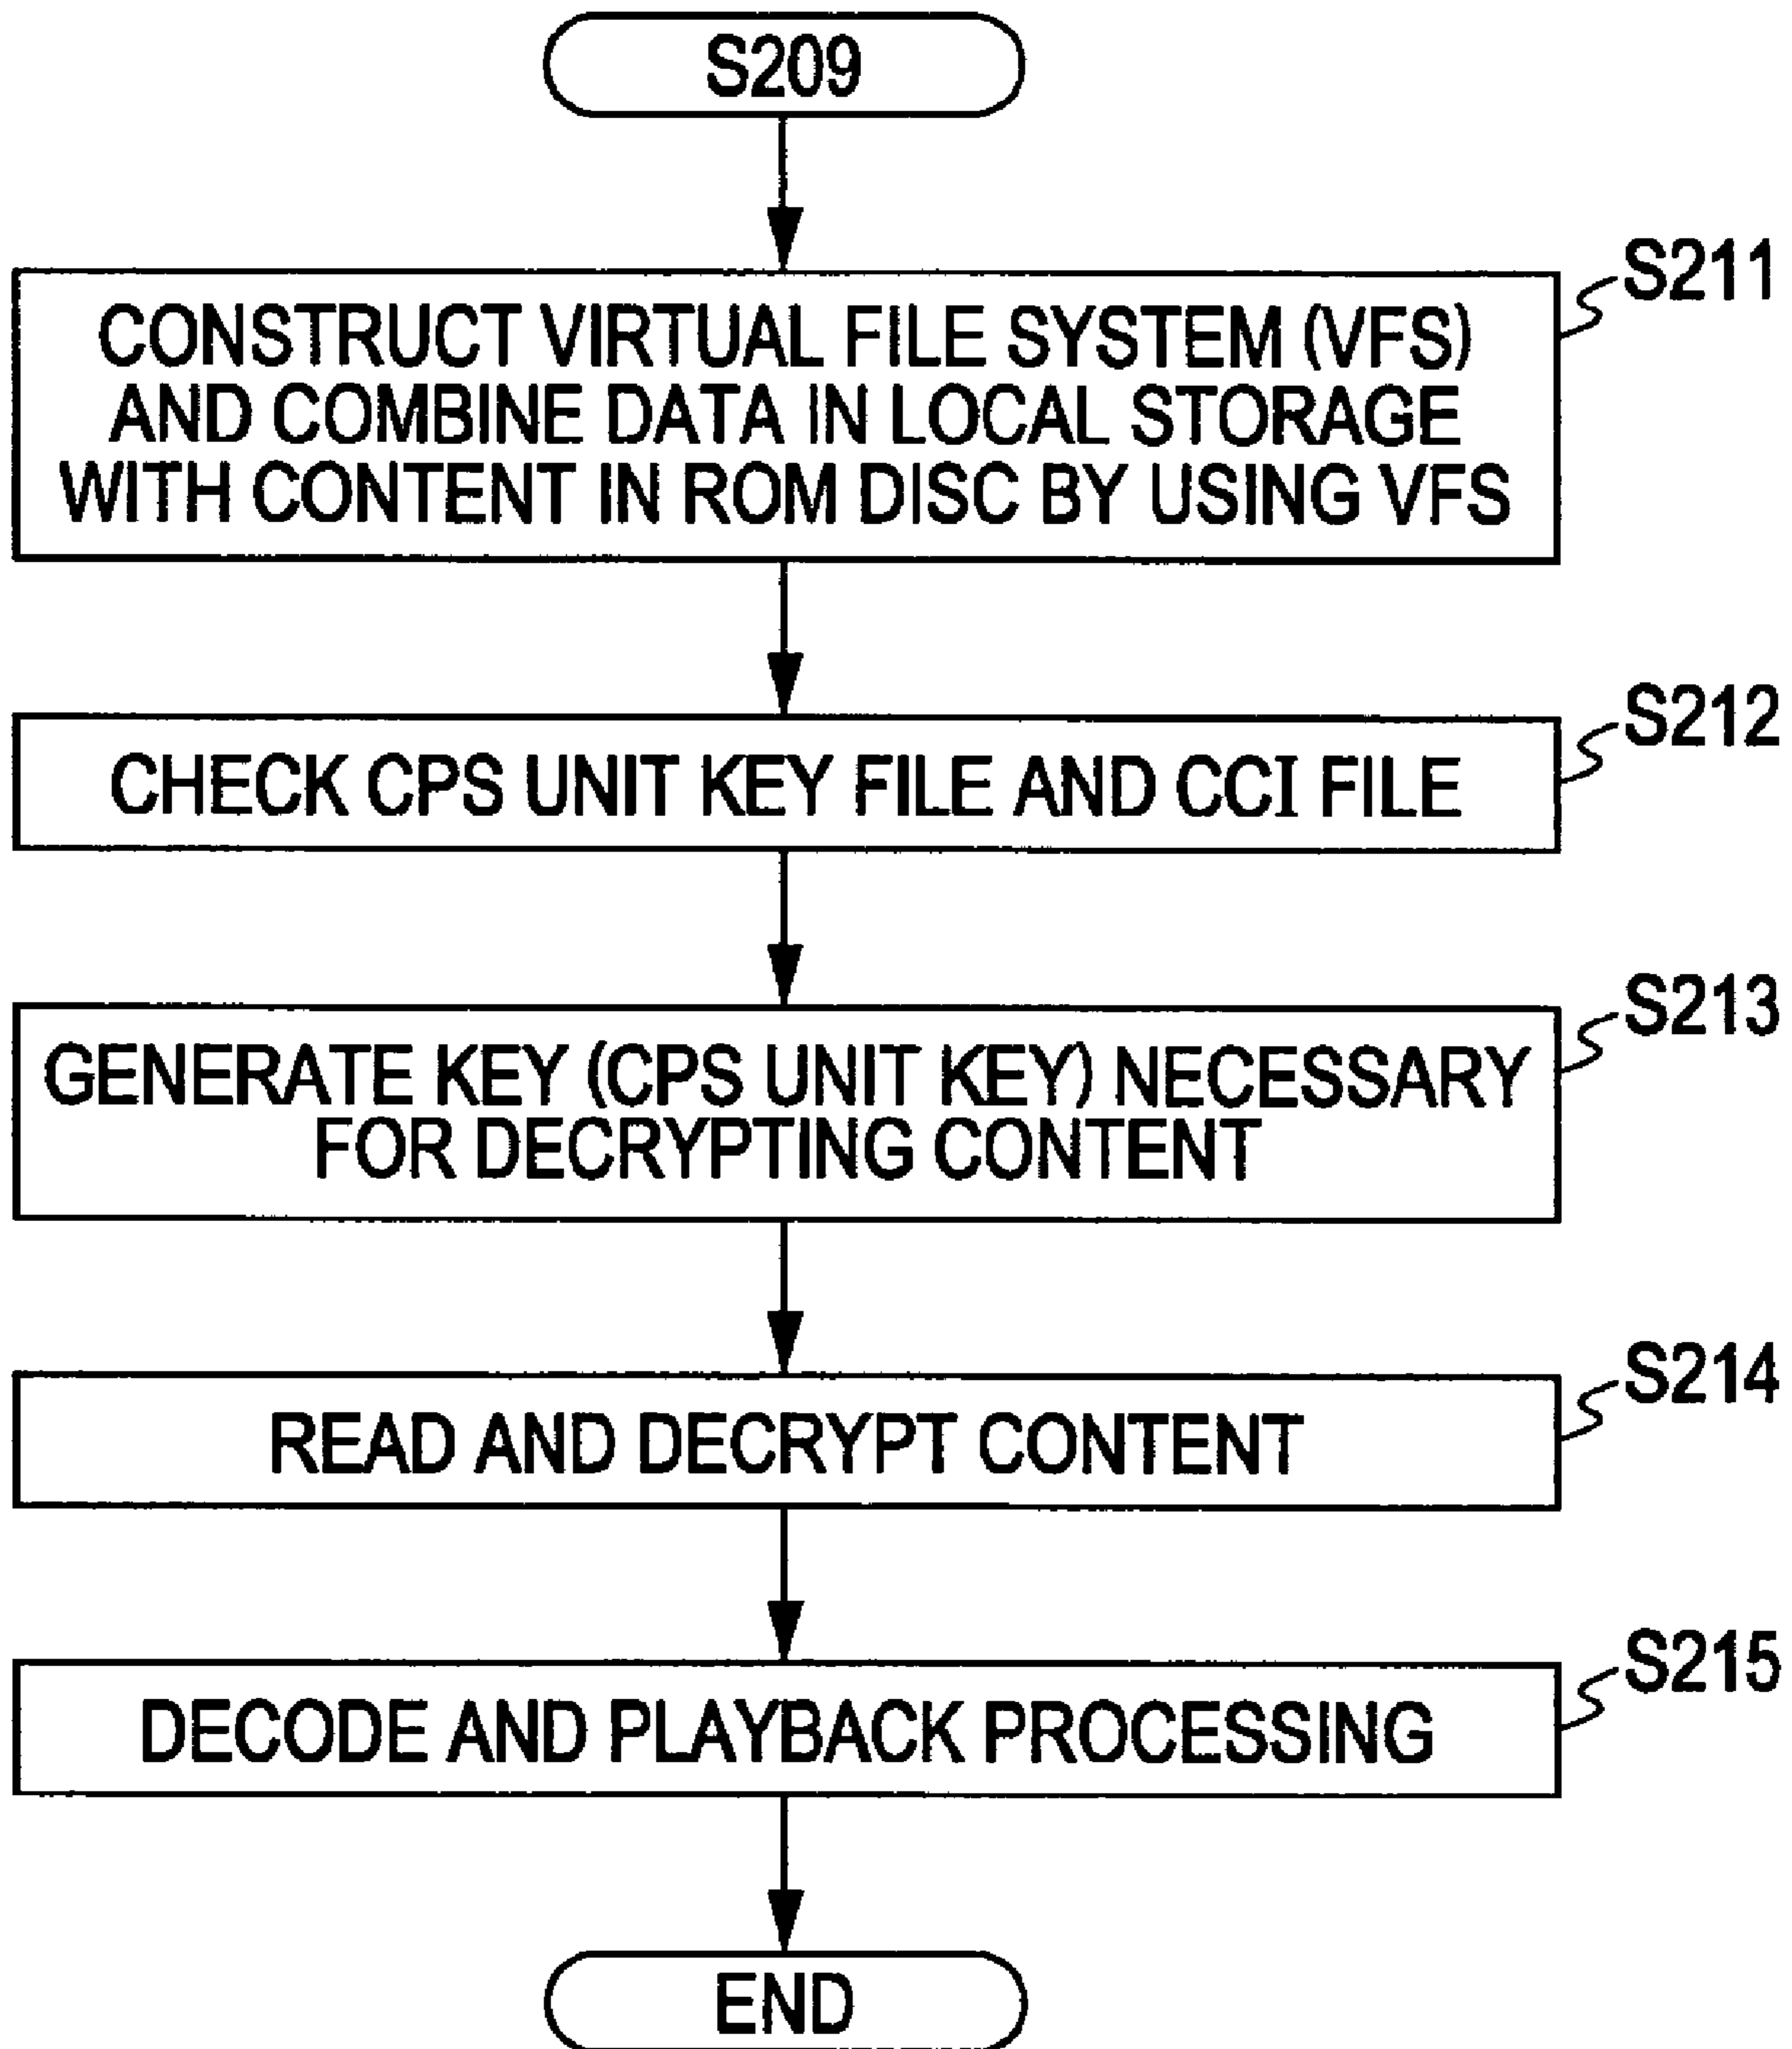 S209
S211
CONSTRUCT VIRTUAL FILE SYSTEM (VFS)
AND COMBINE DATA IN LOCAL STORAGE
WITH CONTENT IN ROM DISC BY USING VFS
S212
CHECK CPS UNIT KEY FILE AND CCI FILE
S213
GENERATE KEY (CPS UNIT KEY) NECESSARY
FOR DECRYPTING CONTENT
S214
READ AND DECRYPT CONTENT
S215
DECODE AND PLAYBACK PROCESSING
END